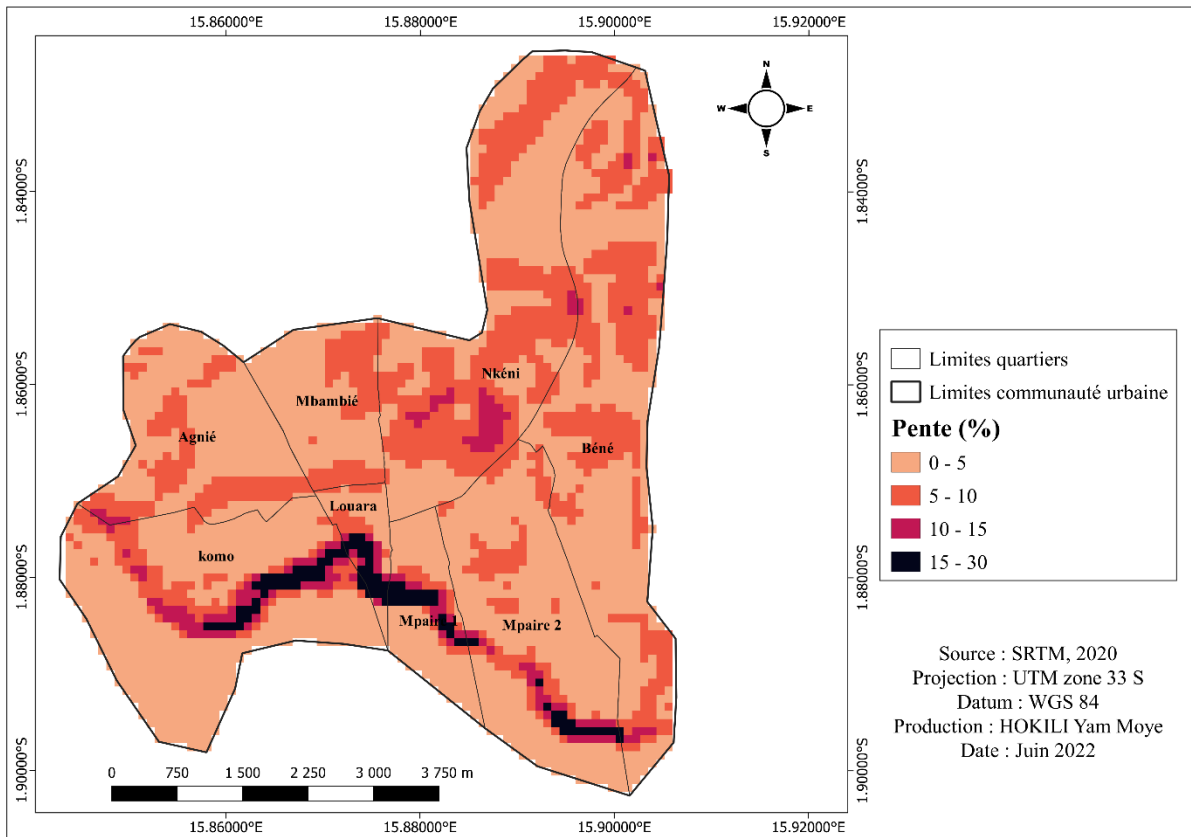 15.86000°E 15.88000°E 15.90000°E 15.92000°E
N
W E
S
1.84000°S 1.84000°S
1.86000°S 1.86000°S
1.88000°S 1.88000°S
1.90000°S 1.90000°S
Nkéni
Mbambié
Agnié
Béné
Louara
komo
Mpaire 1
Mpaire 2
0 750 1 500 2 250 3 000 3 750 m
15.86000°E 15.88000°E 15.90000°E 15.92000°E
Limites quartiers
Limites communauté urbaine
Pente (%)
0 - 5
5 - 10
10 - 15
15 - 30
Source : SRTM, 2020
Projection : UTM zone 33 S
Datum : WGS 84
Production : HOKILI Yam Moye
Date : Juin 2022